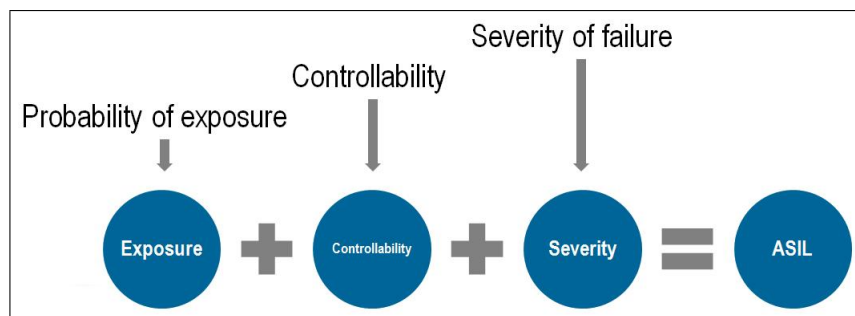 Severity of failure
Controllability
Probability of exposure
Exposure
Controllability
Severity
ASIL